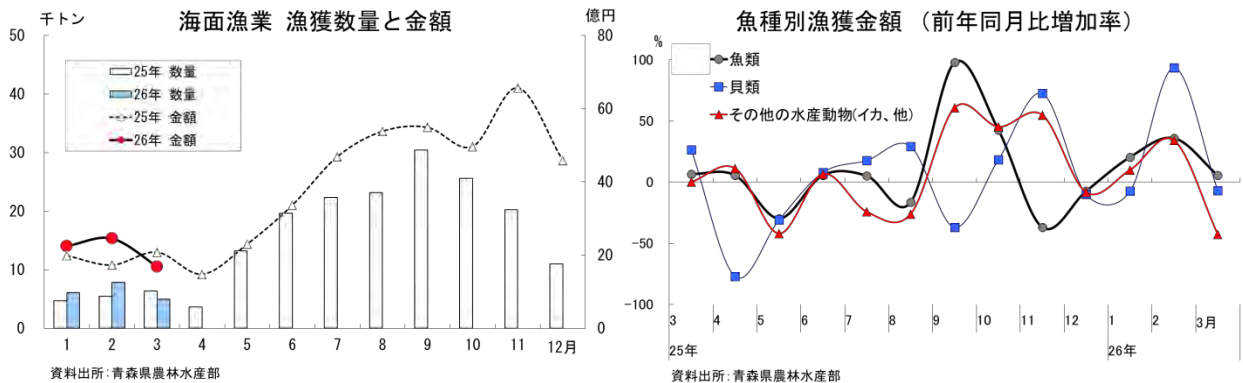 海面漁業 漁獲数量と金額
千トン
億円
50
40
30
20
10
0
80
60
40
20
0
25年 数量
26年 数量
25年 金額
26年 金額
1 2 3 4 5 6 7 8 9 10 11 12月
資料出所:青森県農林水産部
魚種別漁獲金額 (前年同月比増加率)
%
100
50
0
−50
−100
魚類
貝類
その他の水産動物(イカ、他)
3 4 5 6 7 8 9 10 11 12 1 2 3月
25年 26年
資料出所:青森県農林水産部